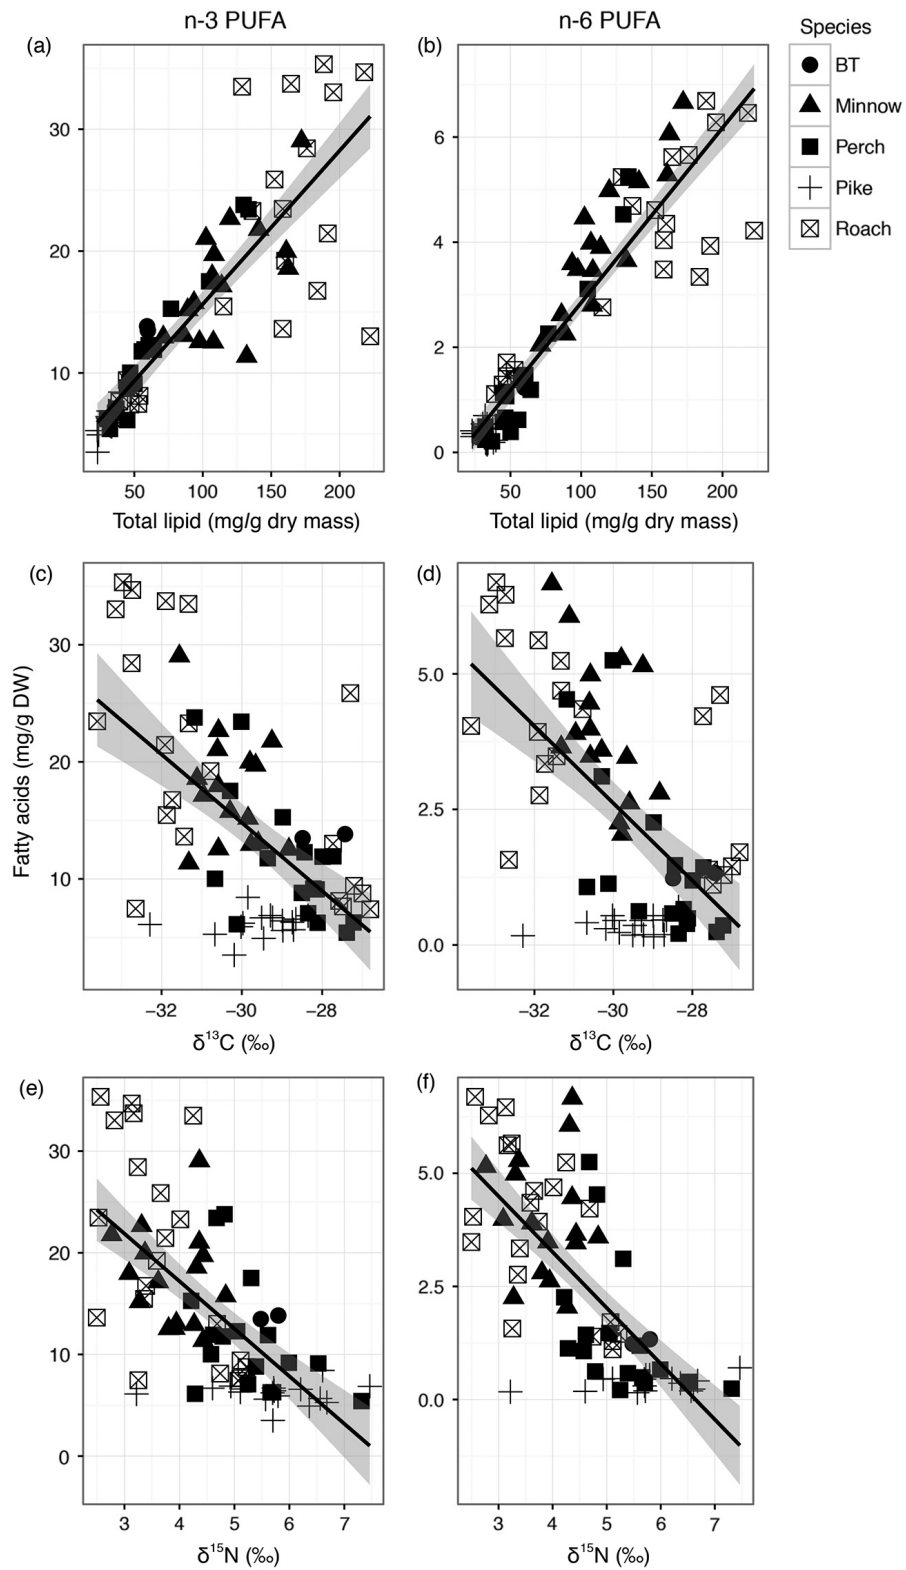 n-3 PUFA
n-6 PUFA
Species
BT
Minnow
Perch
Pike
Roach
(a)
30
20
10
50 100 150 200
Total lipid (mg/g dry mass)
(b)
6
4
2
0
50 100 150 200
Total lipid (mg/g dry mass)
Fatty acids (mg/g DW)
(c)
30
20
10
−32 −30 −28
δ¹³C (‰)
(d)
5.0
2.5
0.0
−32 −30 −28
δ¹³C (‰)
(e)
30
20
10
0
3 4 5 6 7
δ¹⁵N (‰)
(f)
5.0
2.5
0.0
3 4 5 6 7
δ¹⁵N (‰)